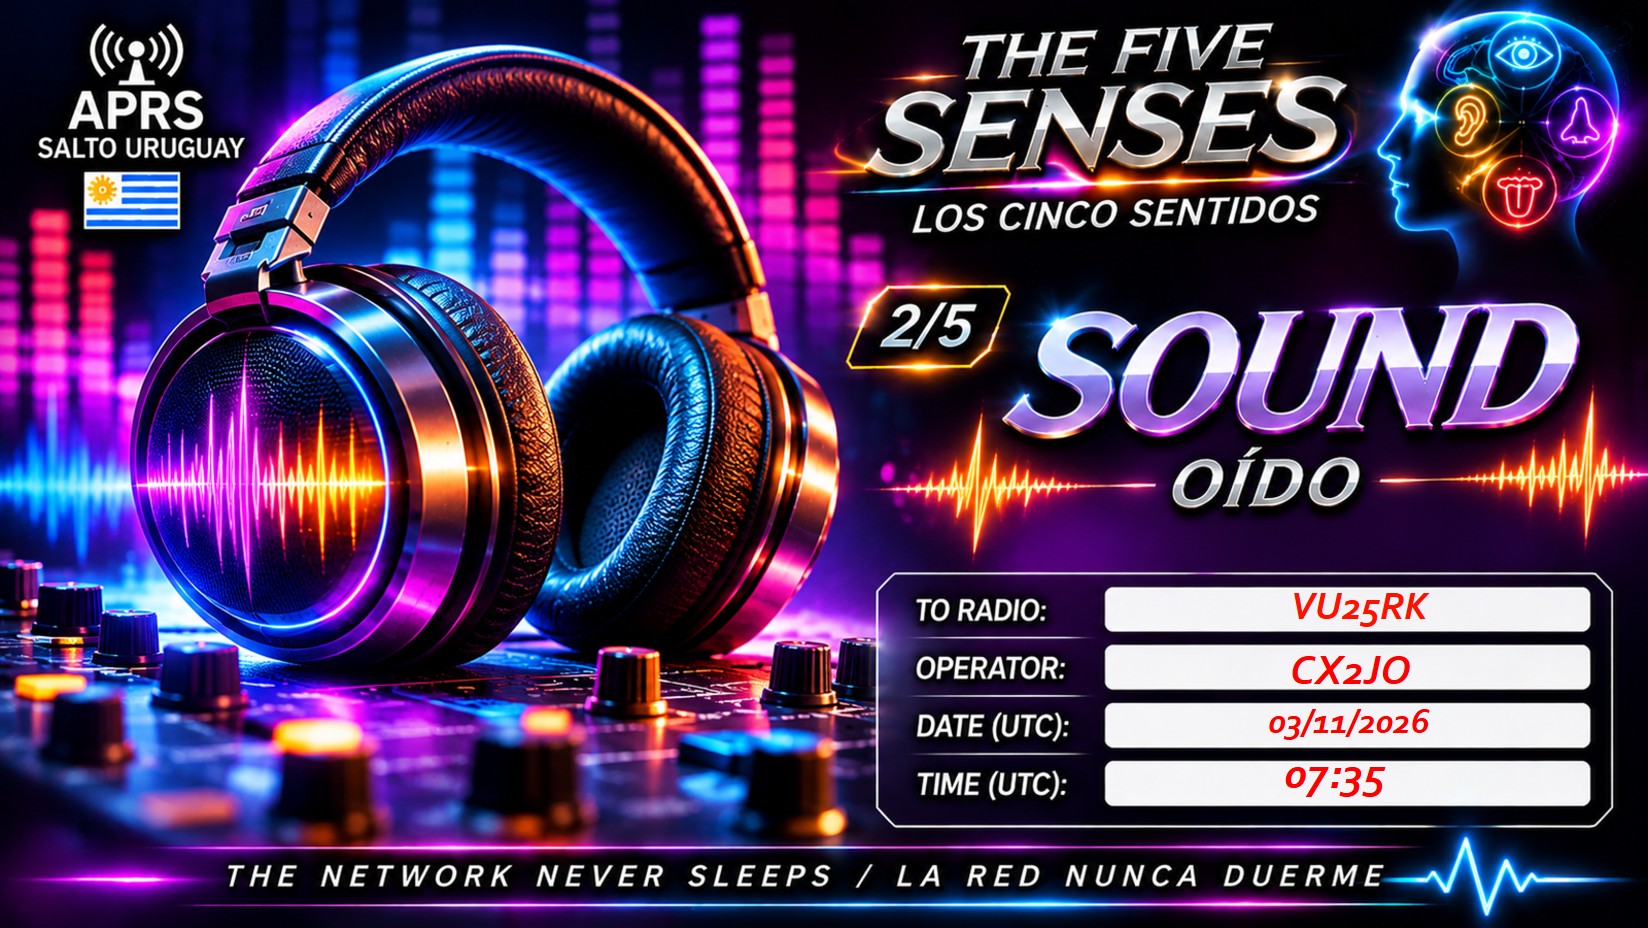 APRS
SALTO URUGUAY
THE FIVE
SENSES
LOS CINCO SENTIDOS
2/5
SOUND
OÍDO
TO RADIO: VU25RK
OPERATOR: CX2JO
DATE (UTC): 03/11/2026
TIME (UTC): 07:35
THE NETWORK NEVER SLEEPS / LA RED NUNCA DUERME